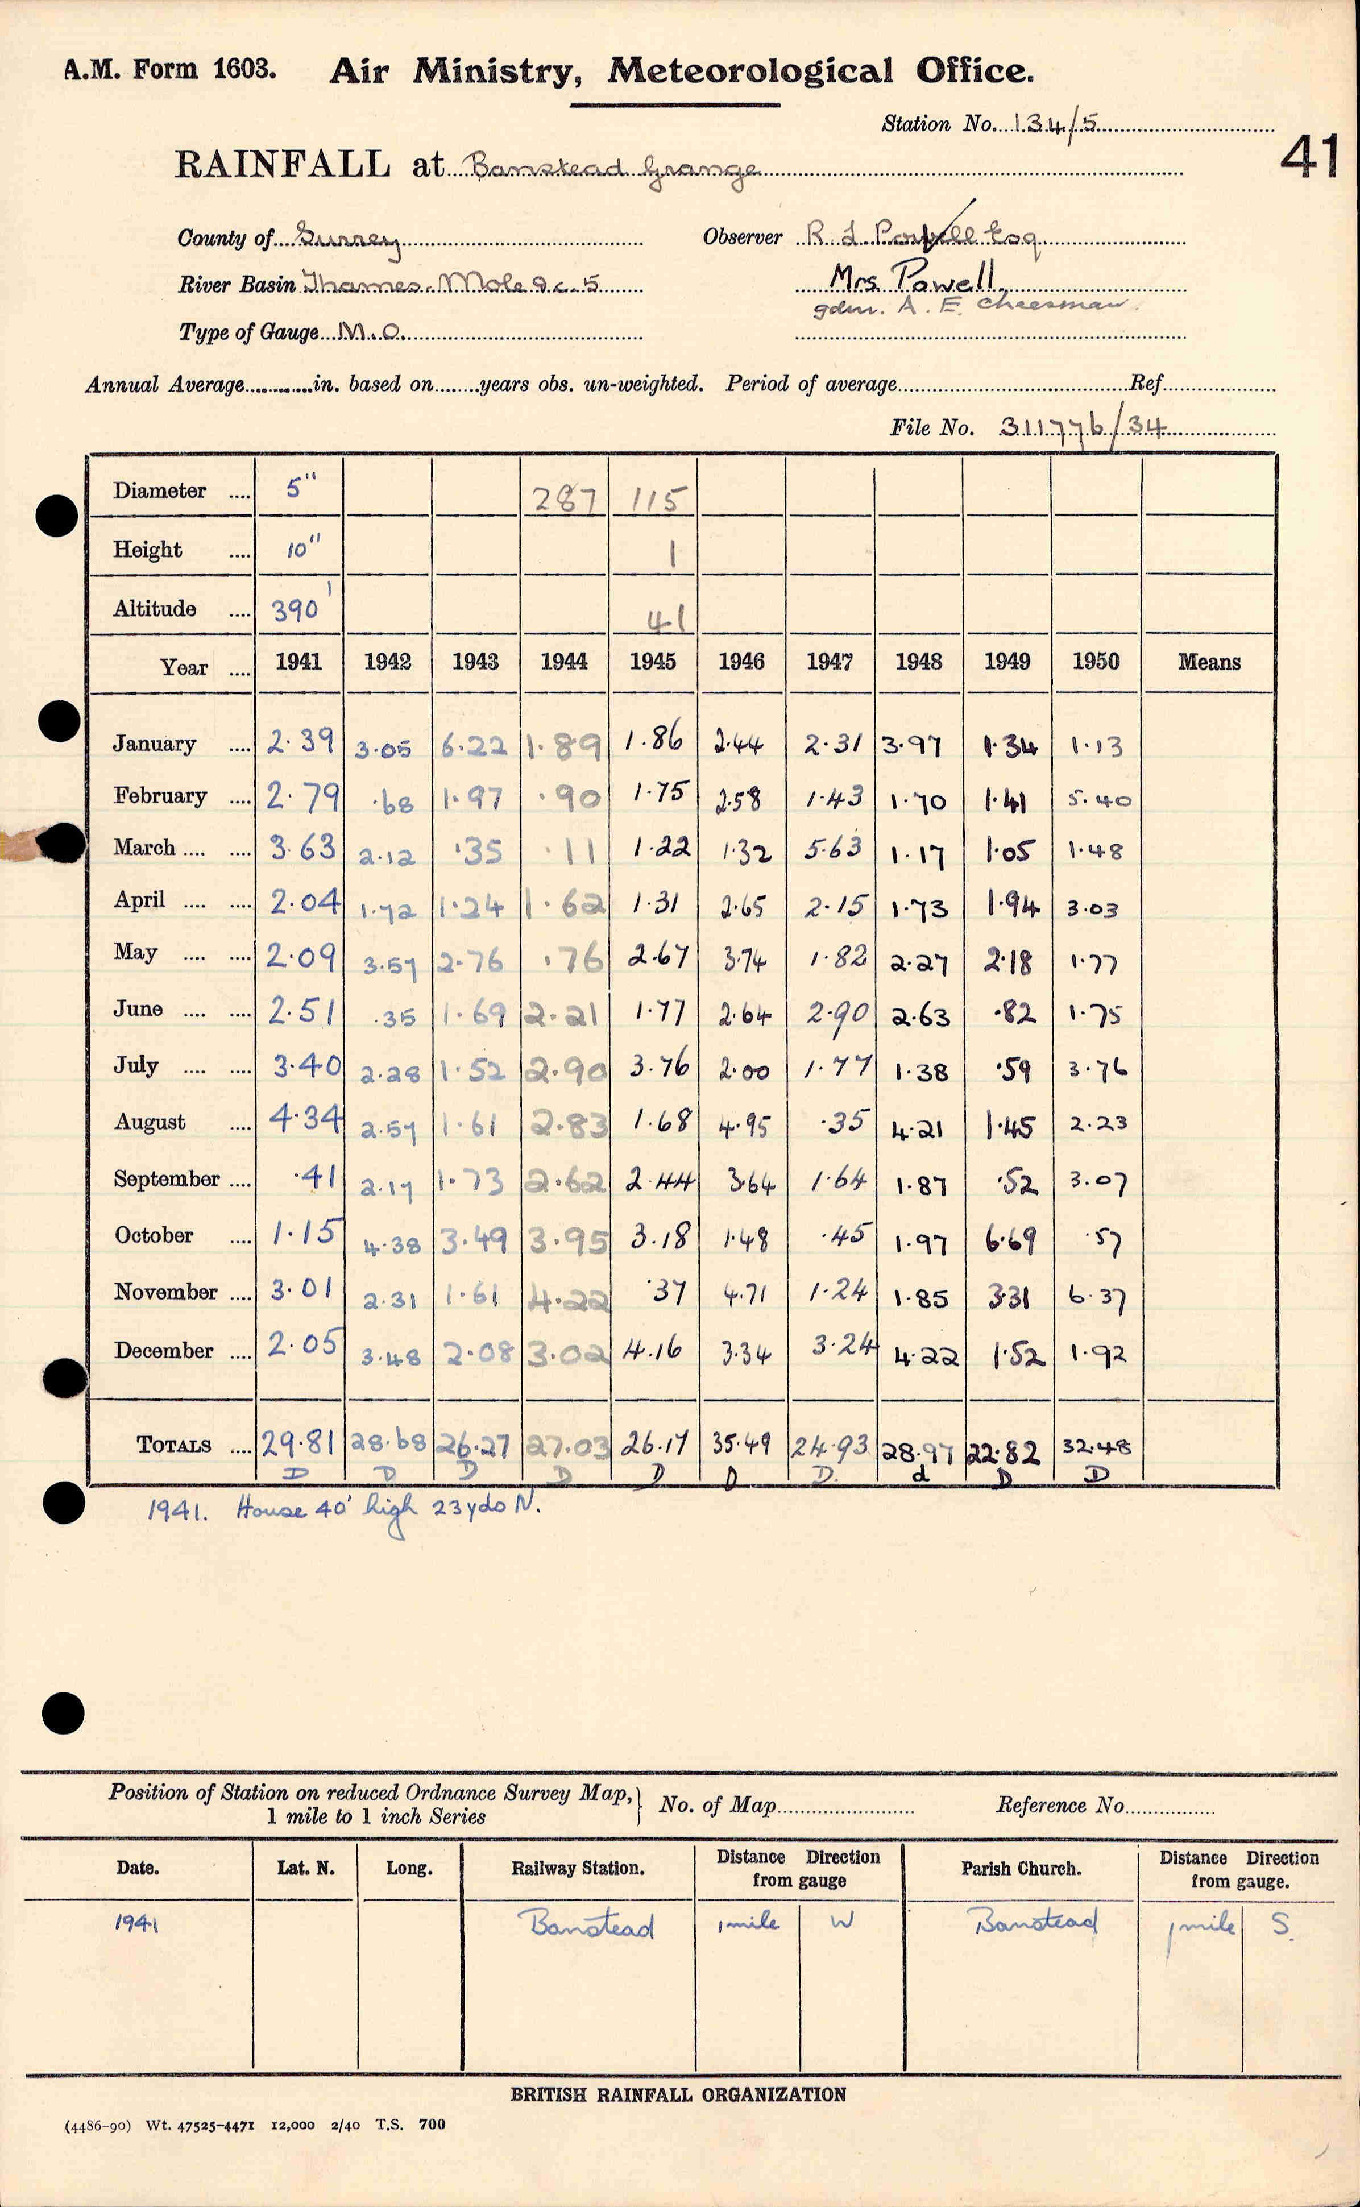 A.M. Form 1603. Air Ministry, Meteorological Office.
Station No. 134/5
41
RAINFALL at Banstead Grange
County of Surrey Observer R L Powell Esq
River Basin Thames. Mole &c. 5 Mrs Powell.
gdnr. A. E. Cheesman.
Type of Gauge M.O.
Annual Average............in. based on........years obs. un-weighted. Period of average........Ref........
File No. 311776/34
Diameter .... 5" 287 115
Height .... 10" 1
Altitude .... 390' 41
Year .... 1941 1942 1943 1944 1945 1946 1947 1948 1949 1950 Means
January .... 2.39 3.05 6.22 1.89 1.86 2.44 2.31 3.97 1.34 1.13
February .... 2.79 .68 1.97 .90 1.75 2.58 1.43 1.70 1.41 5.40
March .... .... 3.63 2.12 .35 .11 1.22 1.32 5.63 1.17 1.05 1.48
April .... .... 2.04 1.72 1.24 1.62 1.31 2.65 2.15 1.73 1.94 3.03
May .... .... 2.09 3.57 2.76 .76 2.67 3.74 1.82 2.27 2.18 1.77
June .... .... 2.51 .35 1.69 2.21 1.77 2.64 2.90 2.63 .82 1.75
July .... .... 3.40 2.28 1.52 2.90 3.76 2.00 1.77 1.38 .59 3.76
August .... 4.34 2.57 1.61 2.83 1.68 4.95 .35 4.21 1.45 2.23
September .... .41 2.17 1.73 2.62 2.44 3.64 1.64 1.87 .52 3.07
October .... 1.15 4.38 3.49 3.95 3.18 1.48 .45 1.97 6.69 .57
November .... 3.01 2.31 1.61 4.22 .37 4.71 1.24 1.85 3.31 6.37
December .... 2.05 3.48 2.08 3.02 4.16 3.34 3.24 4.22 1.52 1.92
TOTALS .... 29.81 28.68 26.27 27.03 26.17 35.49 24.93 28.97 22.82 32.48
D D D D D D D. d D D
1941. House 40' high 23 yds N.
Position of Station on reduced Ordnance Survey Map,} No. of Map........ Reference No........
1 mile to 1 inch Series
Date. Lat. N. Long. Railway Station. Distance Direction from gauge Parish Church. Distance Direction from gauge.
1941 Banstead 1 mile W Banstead 1 mile S.
BRITISH RAINFALL ORGANIZATION
(4486-90) Wt. 47525-4471 12,000 2/40 T.S. 700